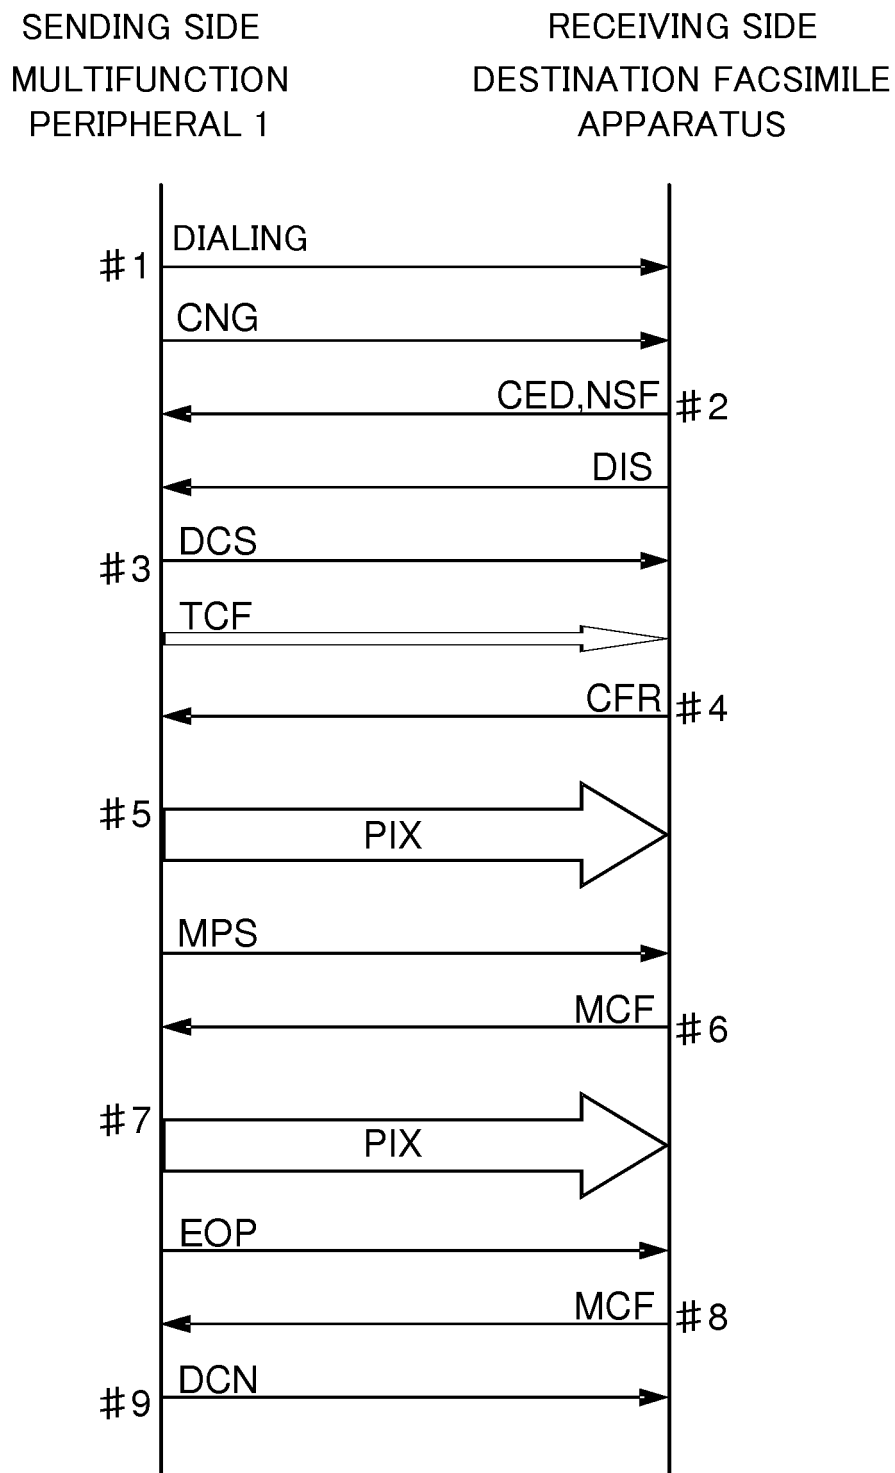 SENDING SIDE
RECEIVING SIDE
MULTIFUNCTION
PERIPHERAL 1
DESTINATION FACSIMILE
APPARATUS
DIALING
#1
CNG
CED,NSF #2
DIS
DCS
#3
TCF
CFR #4
#5
PIX
MPS
MCF
#6
#7
PIX
EOP
MCF #8
DCN
#9